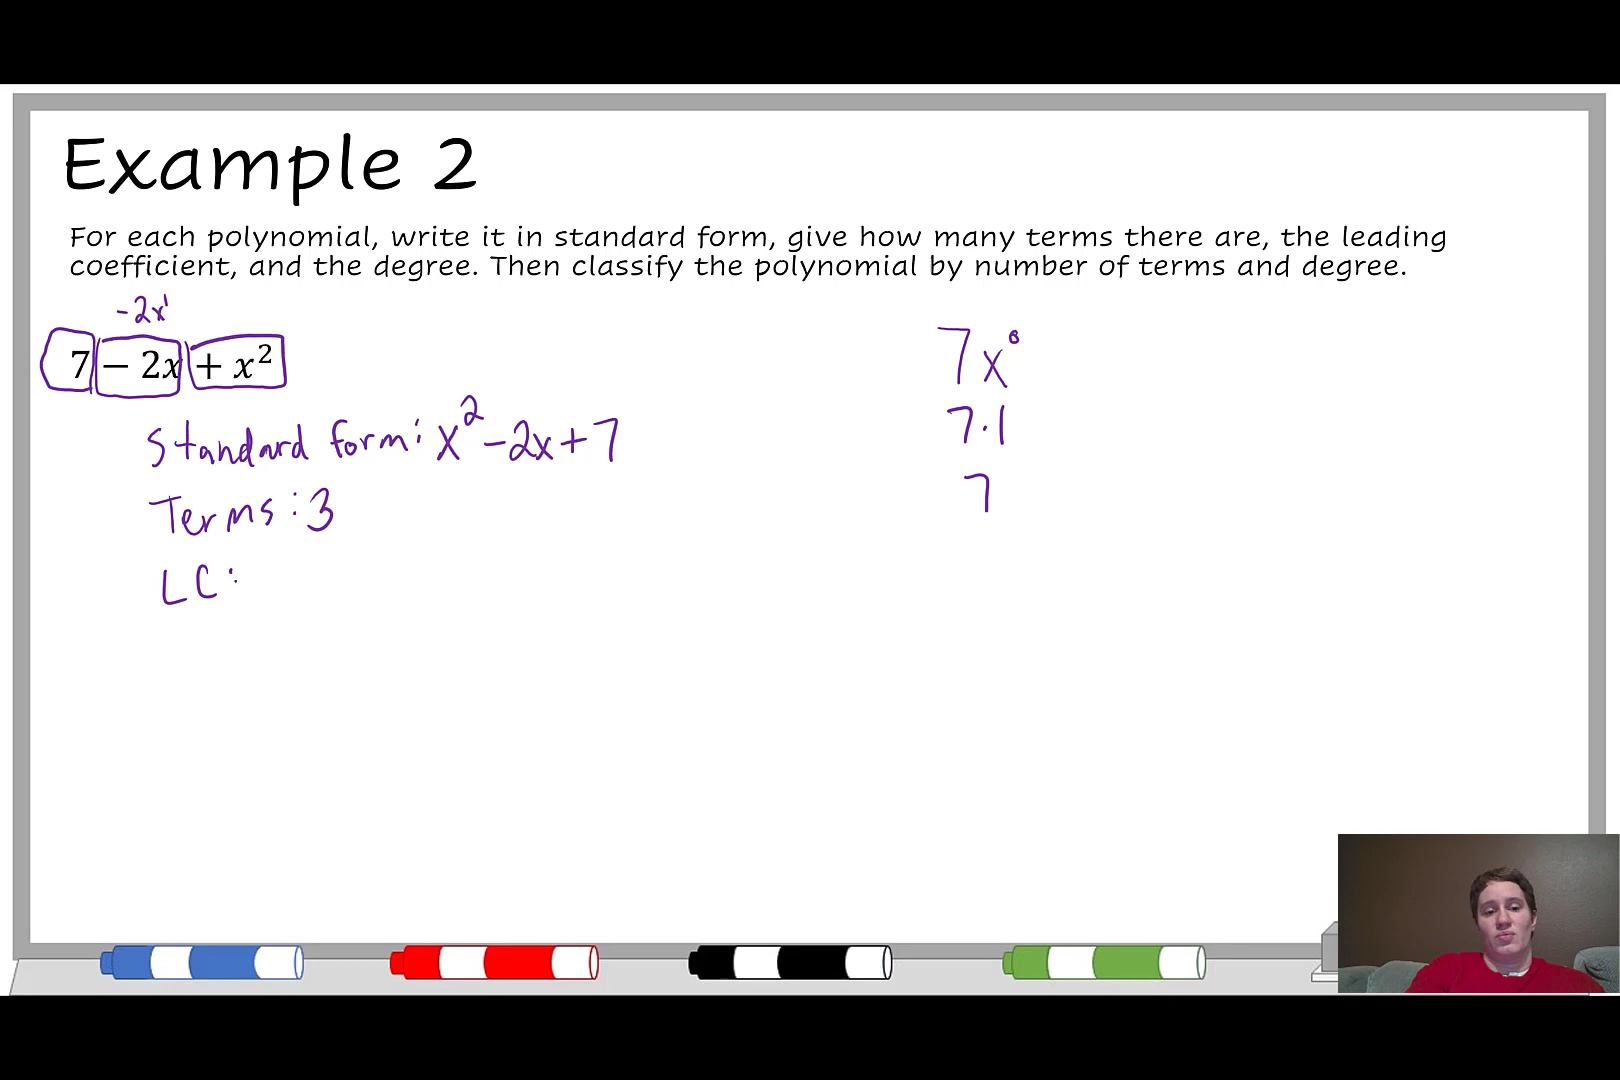 Example 2
For each polynomial, write it in standard form, give how many terms there are, the leading
coefficient, and the degree. Then classify the polynomial by number of terms and degree.
-2x¹
7 − 2x + x²
Standard form: x² -2x+7
Terms: 3
LC:
7x⁰
7·1
7